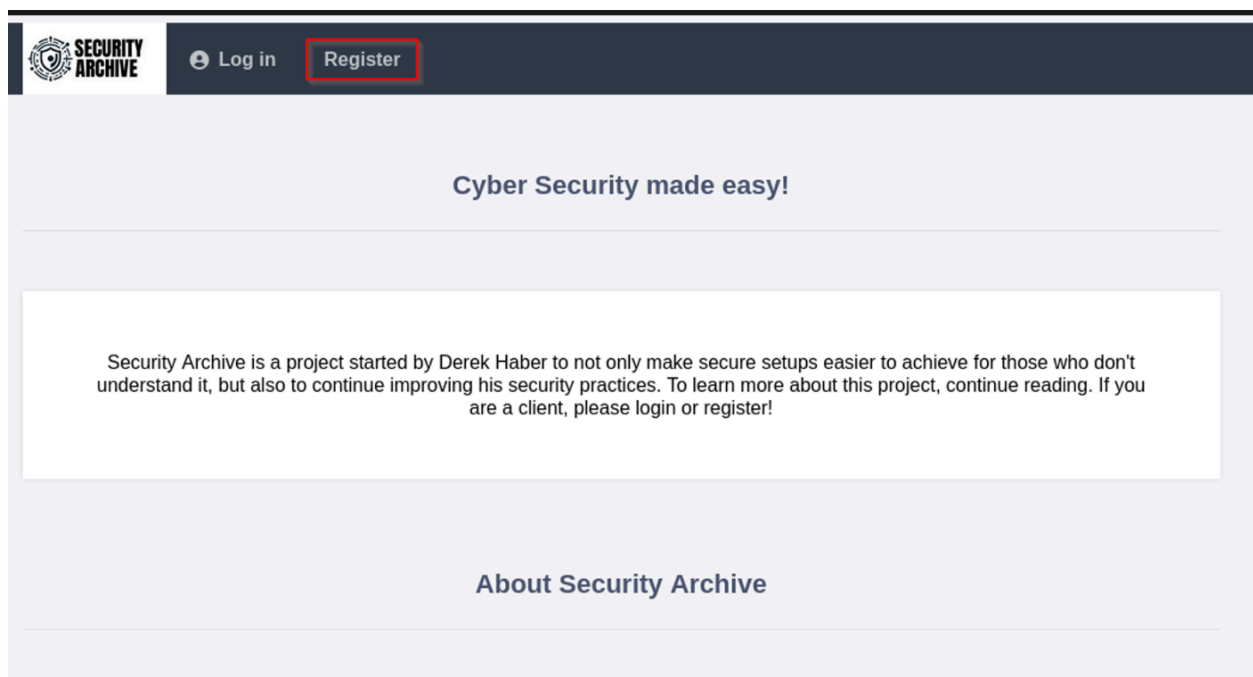 SECURITY
ARCHIVE
Log in
Register
Cyber Security made easy!
Security Archive is a project started by Derek Haber to not only make secure setups easier to achieve for those who don't
understand it, but also to continue improving his security practices. To learn more about this project, continue reading. If you
are a client, please login or register!
About Security Archive